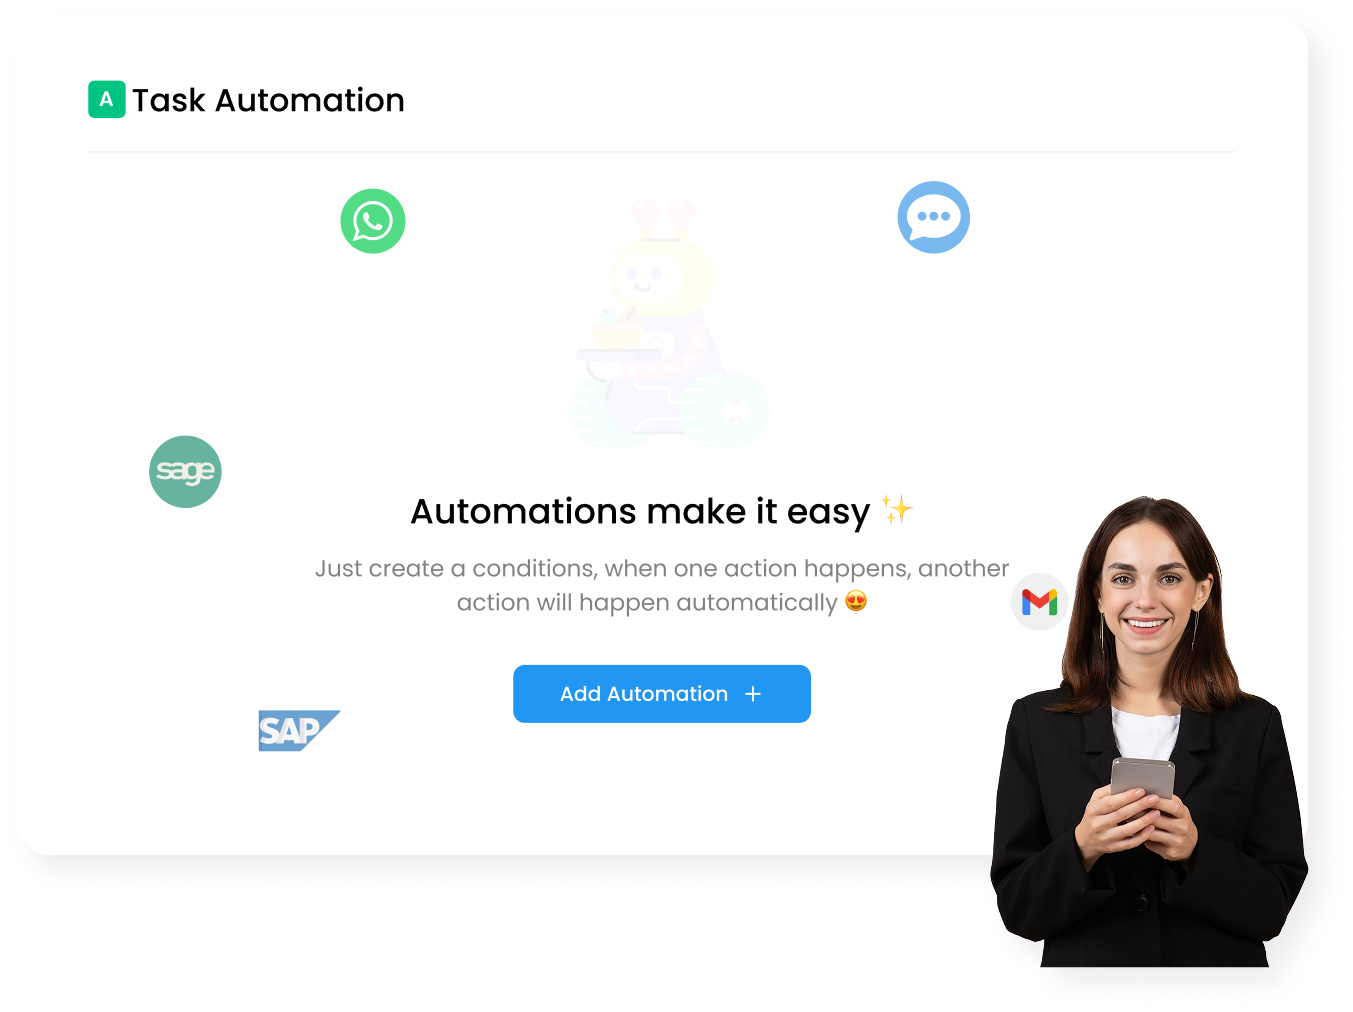 A Task Automation
sage
Automations make it easy ✨
Just create a conditions, when one action happens, another
action will happen automatically 😍
Add Automation +
SAP